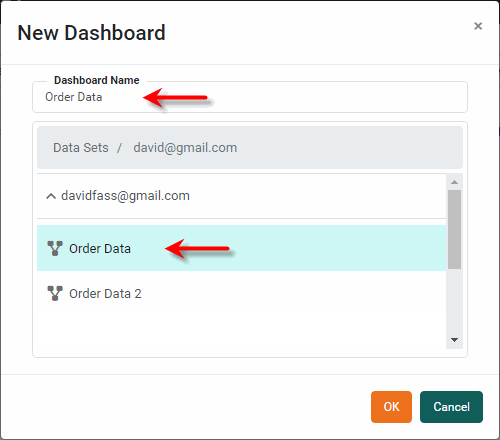 New Dashboard
×
Dashboard Name
Order Data
Data Sets / david@gmail.com
davidfass@gmail.com
Order Data
Order Data 2
OK Cancel